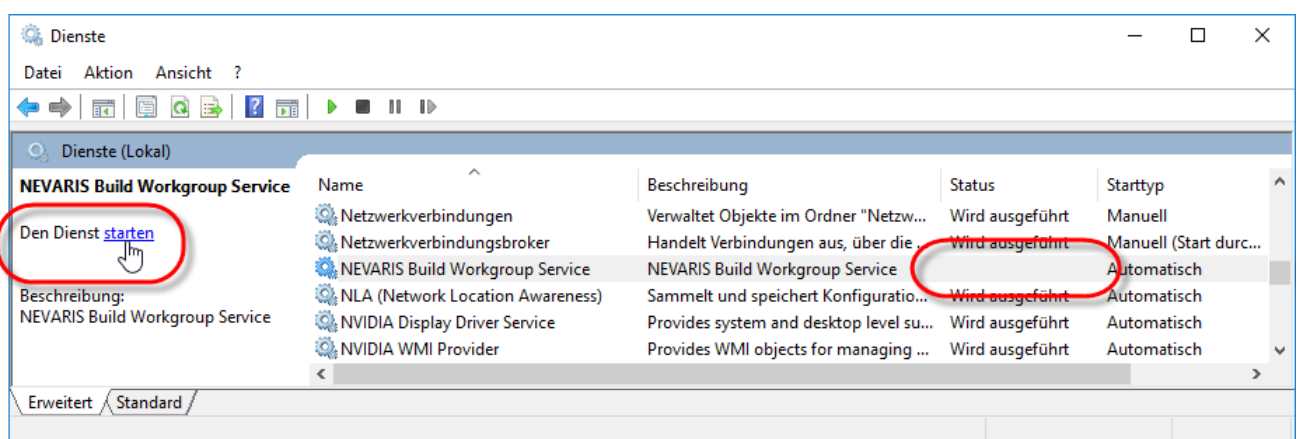 Dienste
Datei Aktion Ansicht ?
Dienste (Lokal)
NEVARIS Build Workgroup Service
Den Dienst starten
Beschreibung:
NEVARIS Build Workgroup Service
Name Beschreibung Status Starttyp
Netzwerkverbindungen Verwaltet Objekte im Ordner "Netzw... Wird ausgeführt Manuell
Netzwerkverbindungsbroker Handelt Verbindungen aus, über die ... Wird ausgeführt Manuell (Start durc...
NEVARIS Build Workgroup Service NEVARIS Build Workgroup Service Automatisch
NLA (Network Location Awareness) Sammelt und speichert Konfiguratio... Wird ausgeführt Automatisch
NVIDIA Display Driver Service Provides system and desktop level su... Wird ausgeführt Automatisch
NVIDIA WMI Provider Provides WMI objects for managing ... Wird ausgeführt Automatisch
Erweitert Standard